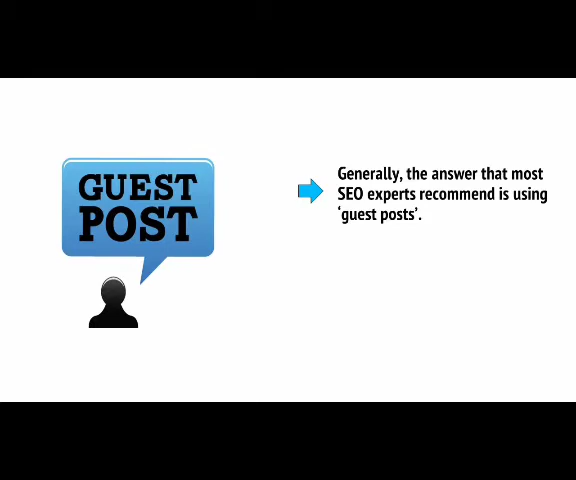 GUEST
POST
Generally, the answer that most
SEO experts recommend is using
‘guest posts’.